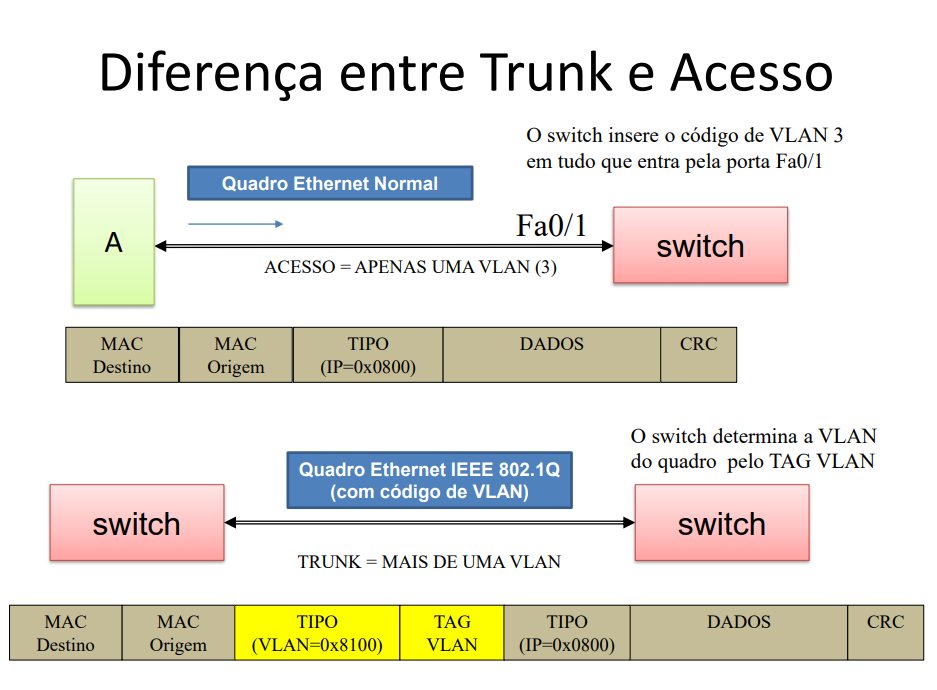 Diferença entre Trunk e Acesso
O switch insere o código de VLAN 3
em tudo que entra pela porta Fa0/1
Quadro Ethernet Normal
A
Fa0/1
switch
ACESSO = APENAS UMA VLAN (3)
MAC
Destino
MAC
Origem
TIPO
(IP=0x0800)
DADOS
CRC
O switch determina a VLAN
do quadro pelo TAG VLAN
Quadro Ethernet IEEE 802.1Q
(com código de VLAN)
switch
switch
TRUNK = MAIS DE UMA VLAN
MAC
Destino
MAC
Origem
TIPO
(VLAN=0x8100)
TAG
VLAN
TIPO
(IP=0x0800)
DADOS
CRC